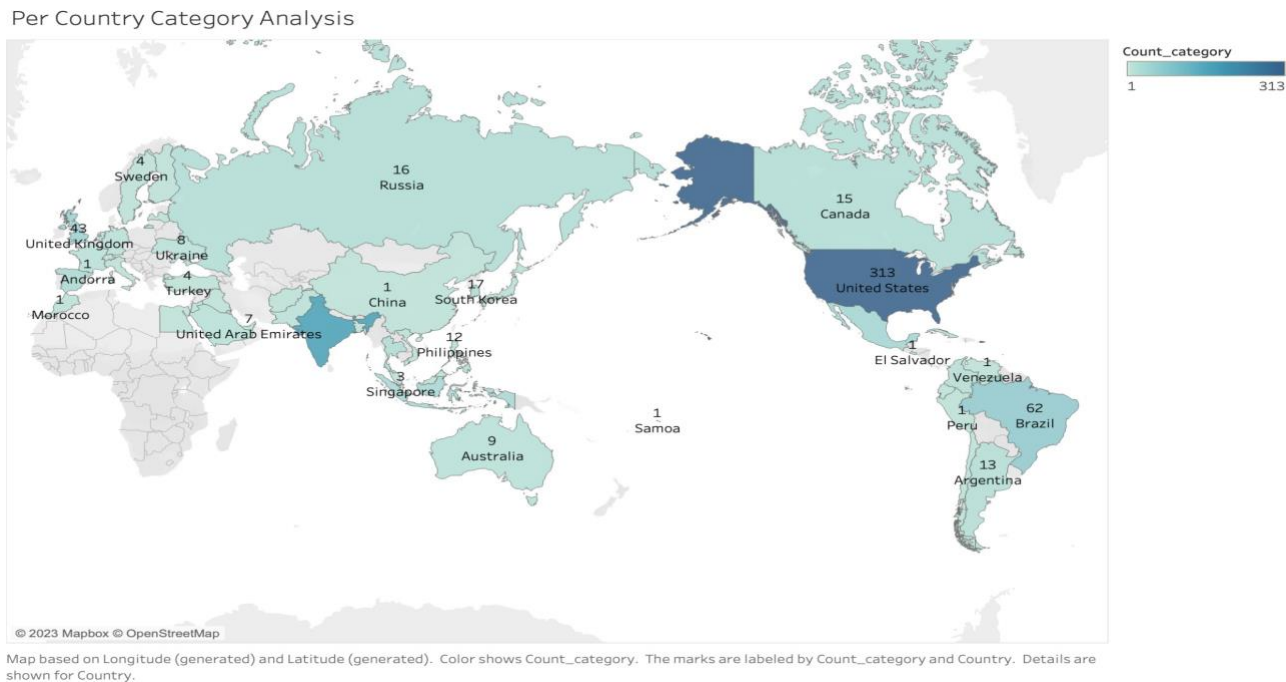 Per Country Category Analysis
Count_category
1
313
4
Sweden
16
Russia
15
Canada
43
United Kingdom
8
Ukraine
313
United States
1
Andorra
4
Turkey
1
China
17
South Korea
1
Morocco
7
United Arab Emirates
12
Philippines
1
El Salvador
1
Venezuela
3
Singapore
1
Samoa
1
Peru
62
Brazil
9
Australia
13
Argentina
© 2023 Mapbox © OpenStreetMap
Map based on Longitude (generated) and Latitude (generated). Color shows Count_category. The marks are labeled by Count_category and Country. Details are
shown for Country.